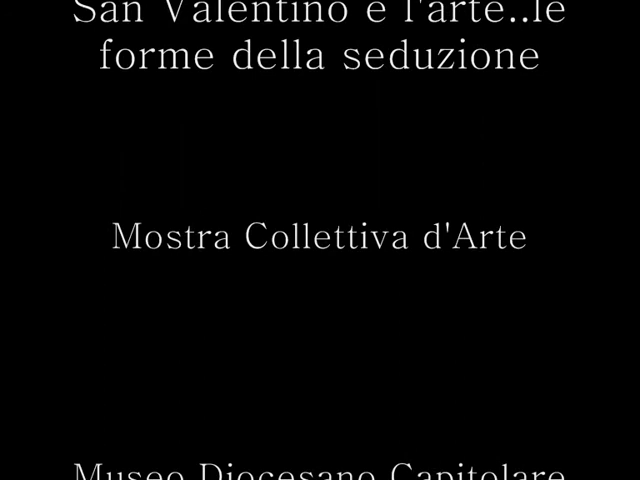 San Valentino e l'arte..le
forme della seduzione
Mostra Collettiva d'Arte
Museo Diocesano Capitolare